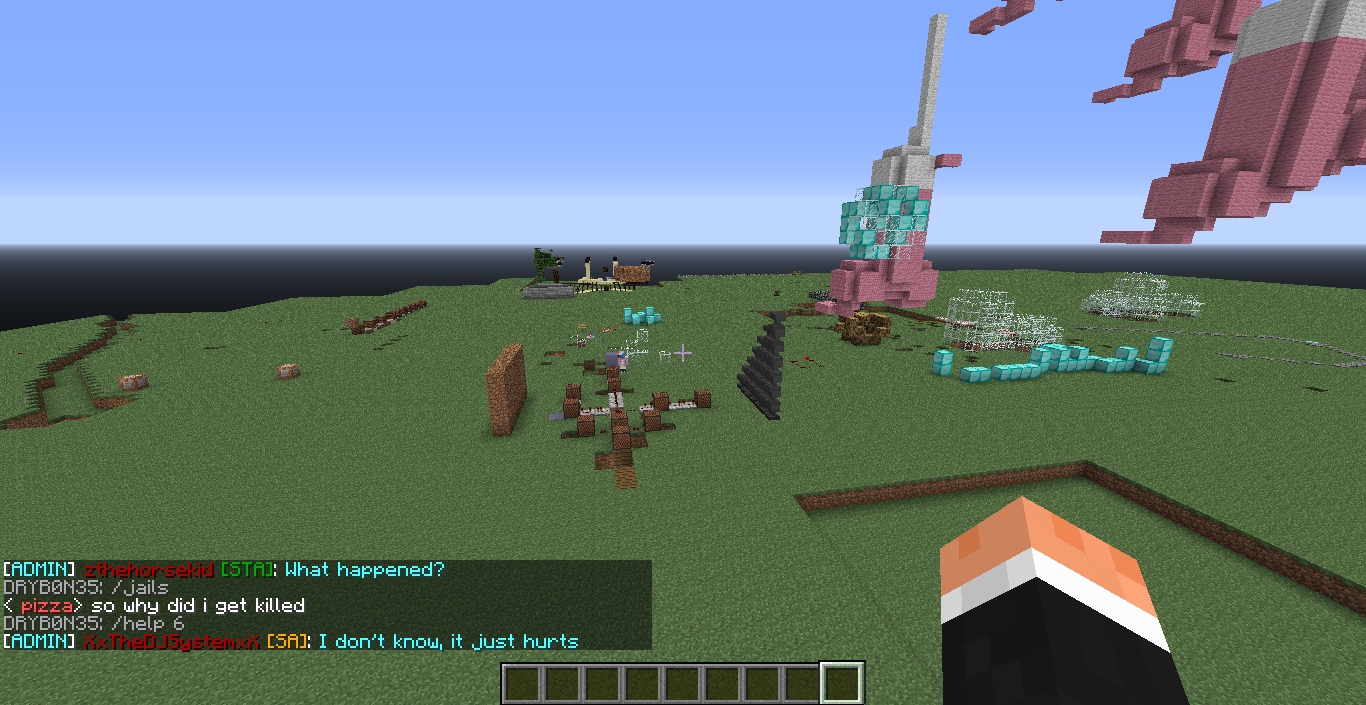 [ADMIN] zthehorsekid [STA]: What happened?
DRYB0N35: /jails
< pizza> so why did i get killed
DRYB0N35: /help 6
[ADMIN] XxTheDJSystemxX [SA]: I don't know, it just hurts